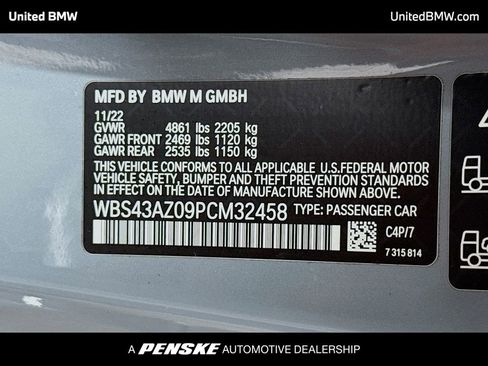 United BMW UnitedBMW.com
MFD BY BMW M GMBH
11/22
GVWR 4861 lbs 2205 kg
GAWR FRONT 2469 lbs 1120 kg
GAWR REAR 2535 lbs 1150 kg
THIS VEHICLE CONFORMS TO ALL APPLICABLE U.S.FEDERAL MOTOR
VEHICLE SAFETY, BUMPER AND THEFT PREVENTION STANDARDS
IN EFFECT ON THE DATE OF MANUFACTURE SHOWN ABOVE.
WBS43AZ09PCM32458 TYPE: PASSENGER CAR
C4P/7
7 315 814
A PENSKE AUTOMOTIVE DEALERSHIP